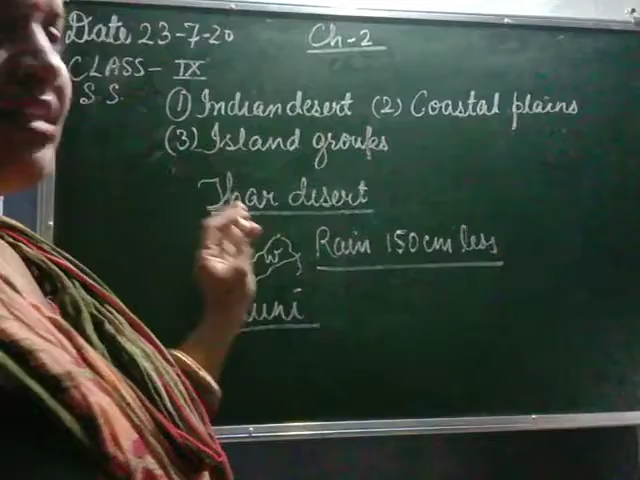 Date 23-7-20
Ch-2
CLASS- IX
S.S.
(1) Indian desert (2) Coastal plains
(3) Island groups
Thar desert
W
Rain 150cm less
uni